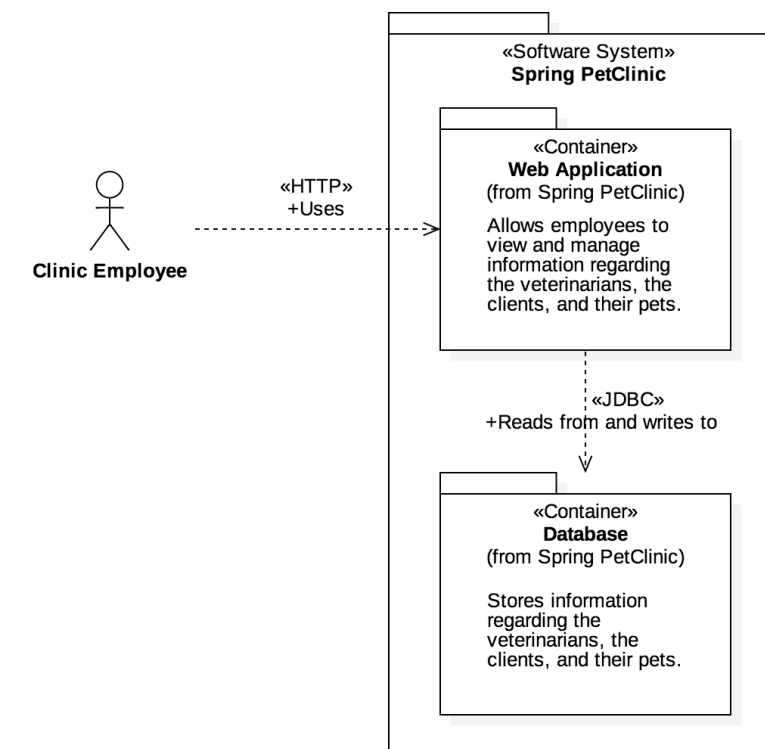 «Software System»
Spring PetClinic
«Container»
Web Application
(from Spring PetClinic)
Allows employees to
view and manage
information regarding
the veterinarians, the
clients, and their pets.
«HTTP»
+Uses
Clinic Employee
«JDBC»
+Reads from and writes to
«Container»
Database
(from Spring PetClinic)
Stores information
regarding the
veterinarians, the
clients, and their pets.